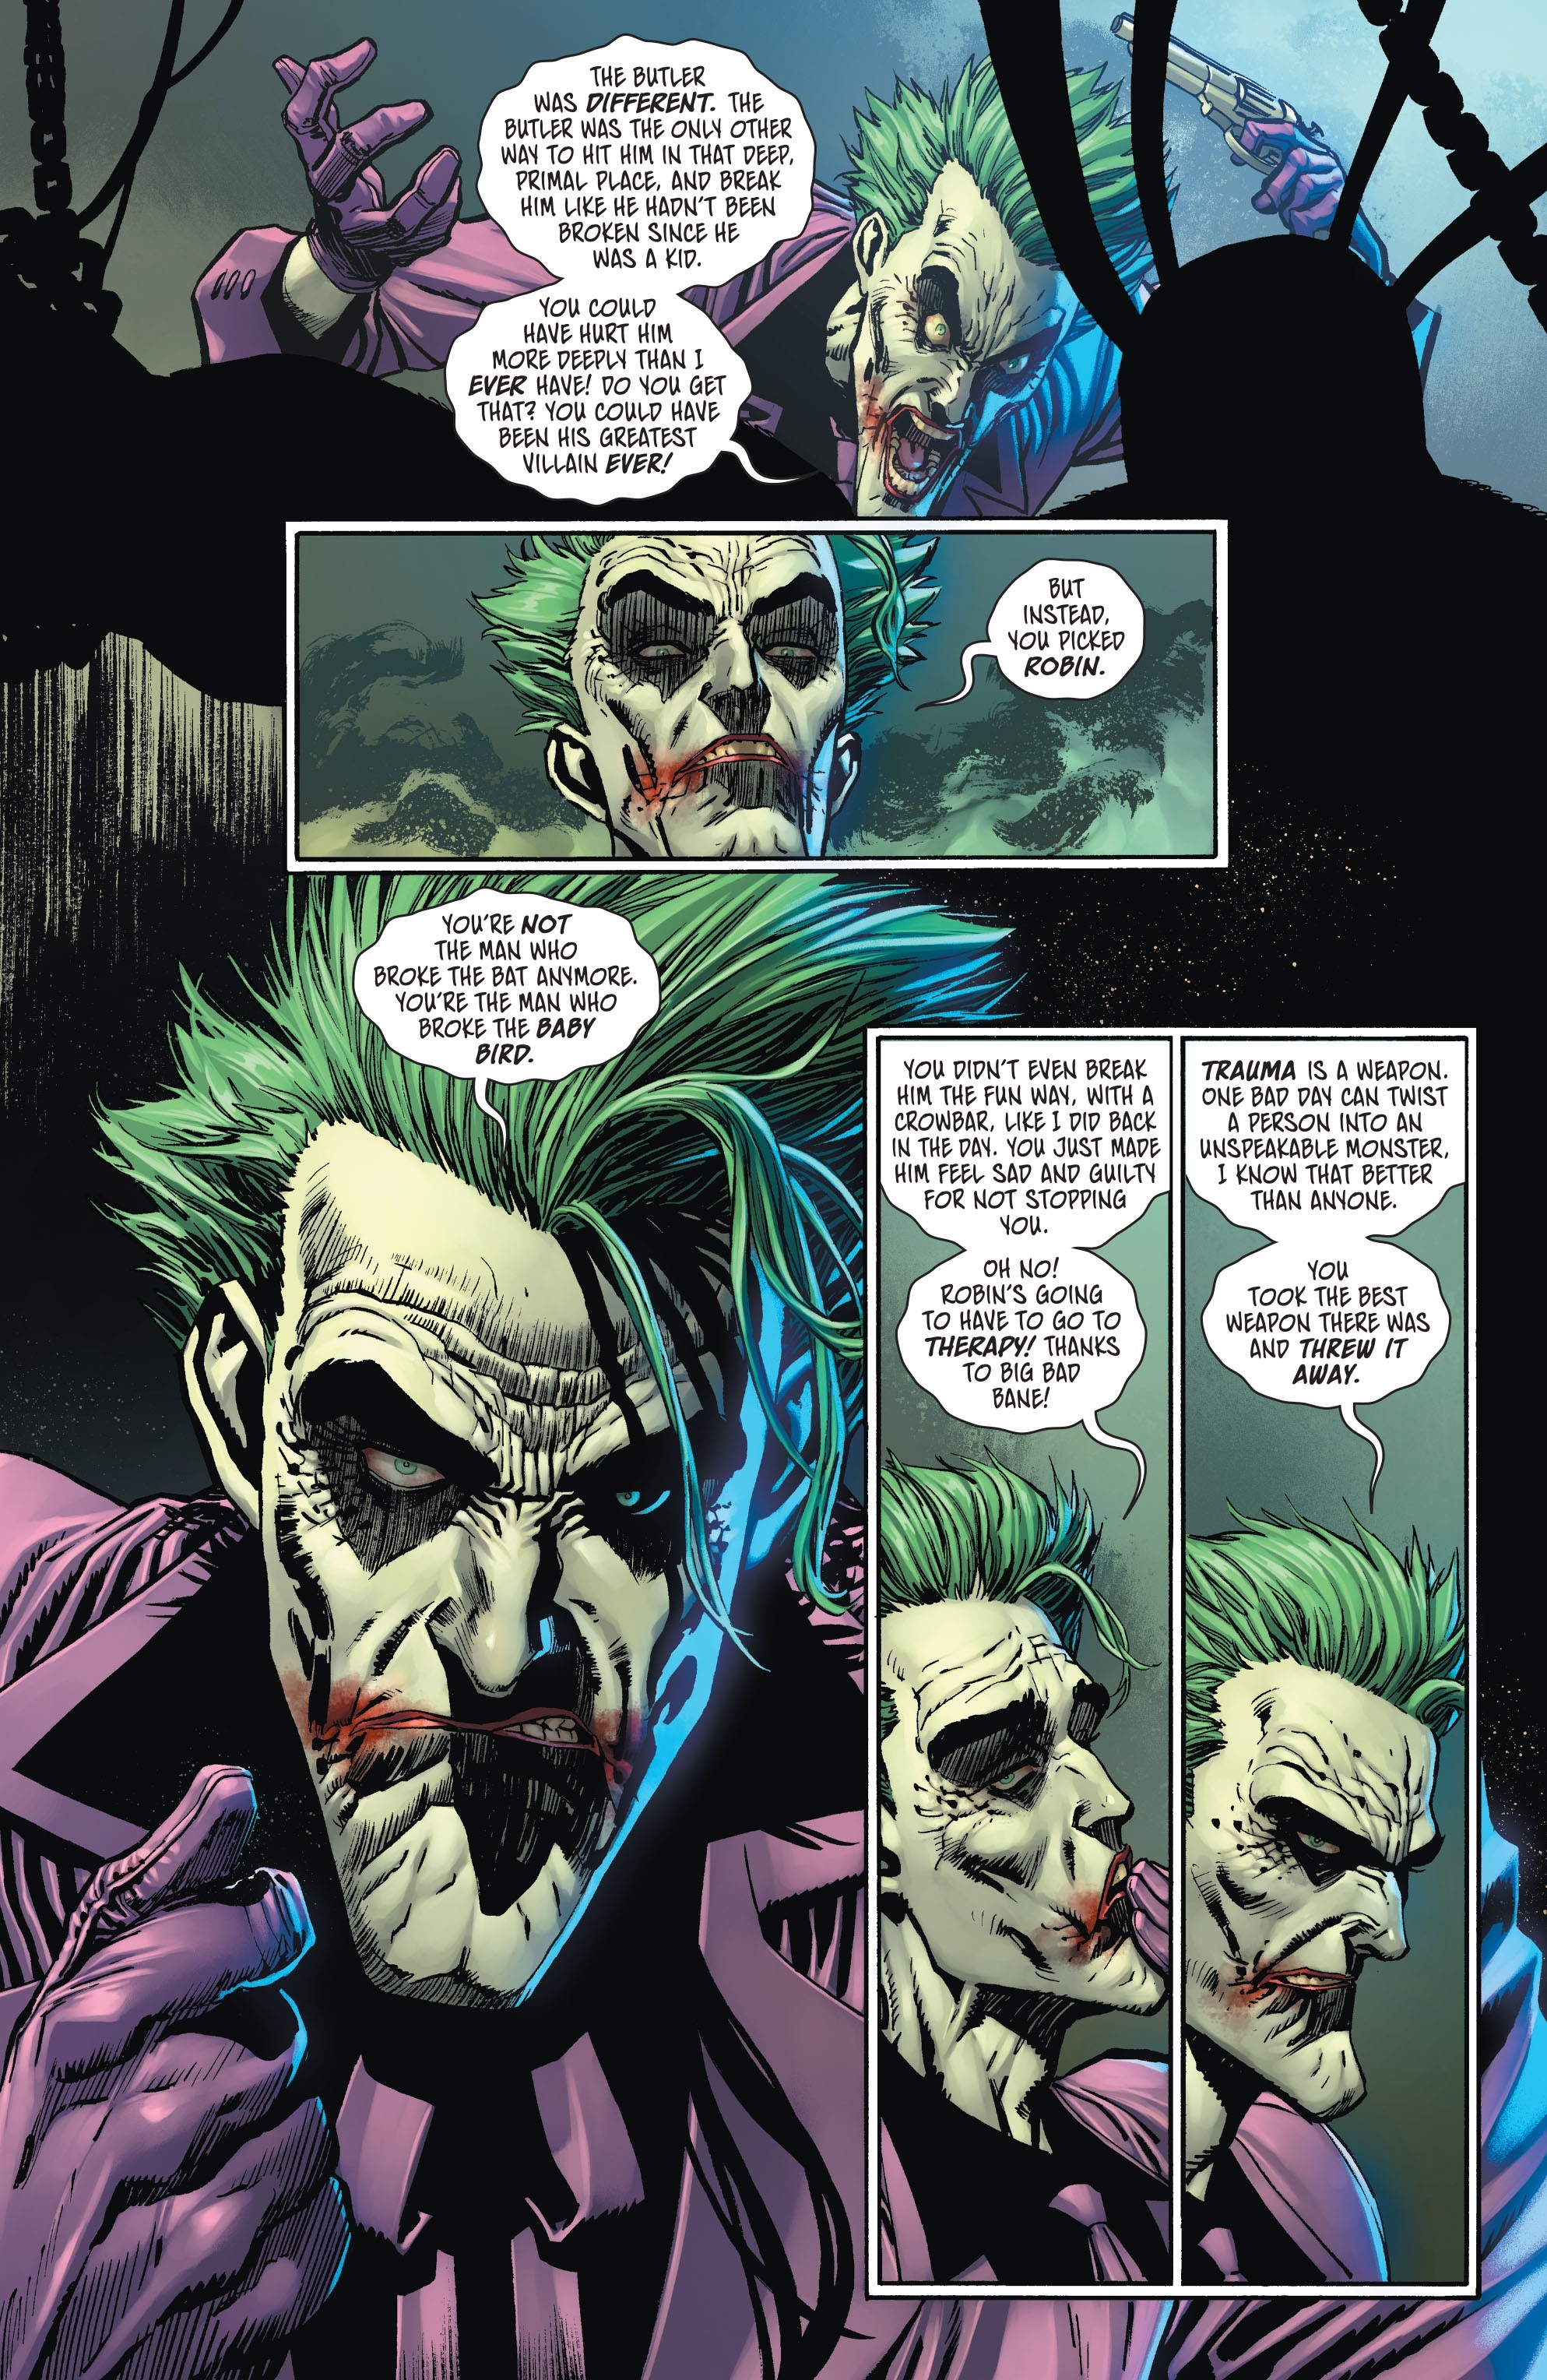 THE BUTLER
WAS DIFFERENT. THE
BUTLER WAS THE ONLY OTHER
WAY TO HIT HIM IN THAT DEEP,
PRIMAL PLACE, AND BREAK
HIM LIKE HE HADN'T BEEN
BROKEN SINCE HE
WAS A KID.
YOU COULD
HAVE HURT HIM
MORE DEEPLY THAN I
EVER HAVE! DO YOU GET
THAT? YOU COULD HAVE
BEEN HIS GREATEST
VILLAIN EVER!
BUT
INSTEAD,
YOU PICKED
ROBIN.
YOU'RE NOT
THE MAN WHO
BROKE THE BAT ANYMORE.
YOU'RE THE MAN WHO
BROKE THE BABY
BIRD.
YOU DIDN'T EVEN BREAK
HIM THE FUN WAY, WITH A
CROWBAR, LIKE I DID BACK
IN THE DAY. YOU JUST MADE
HIM FEEL SAD AND GUILTY
FOR NOT STOPPING
YOU.
OH NO!
ROBIN'S GOING
TO HAVE TO GO TO
THERAPY! THANKS
TO BIG BAD
BANE!
TRAUMA IS A WEAPON.
ONE BAD DAY CAN TWIST
A PERSON INTO AN
UNSPEAKABLE MONSTER,
I KNOW THAT BETTER
THAN ANYONE.
YOU
TOOK THE BEST
WEAPON THERE WAS
AND THREW IT
AWAY.